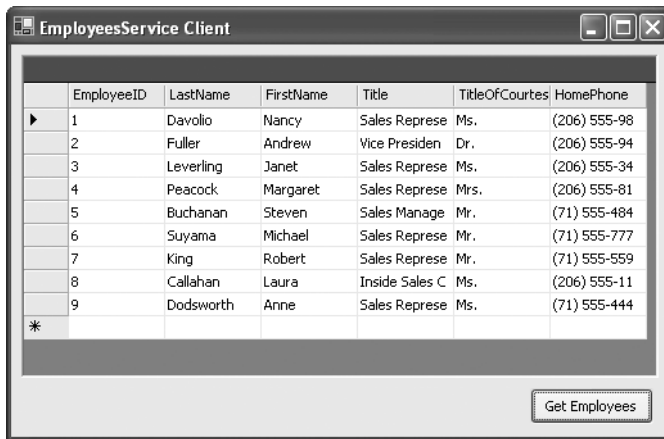 EmployeesService Client
EmployeeID LastName FirstName Title TitleOfCourtes HomePhone
1 Davolio Nancy Sales Represe Ms. (206) 555-98
2 Fuller Andrew Vice Presiden Dr. (206) 555-94
3 Leverling Janet Sales Represe Ms. (206) 555-34
4 Peacock Margaret Sales Represe Mrs. (206) 555-81
5 Buchanan Steven Sales Manage Mr. (71) 555-484
6 Suyama Michael Sales Represe Mr. (71) 555-777
7 King Robert Sales Represe Mr. (71) 555-559
8 Callahan Laura Inside Sales C Ms. (206) 555-11
9 Dodsworth Anne Sales Represe Ms. (71) 555-444
Get Employees